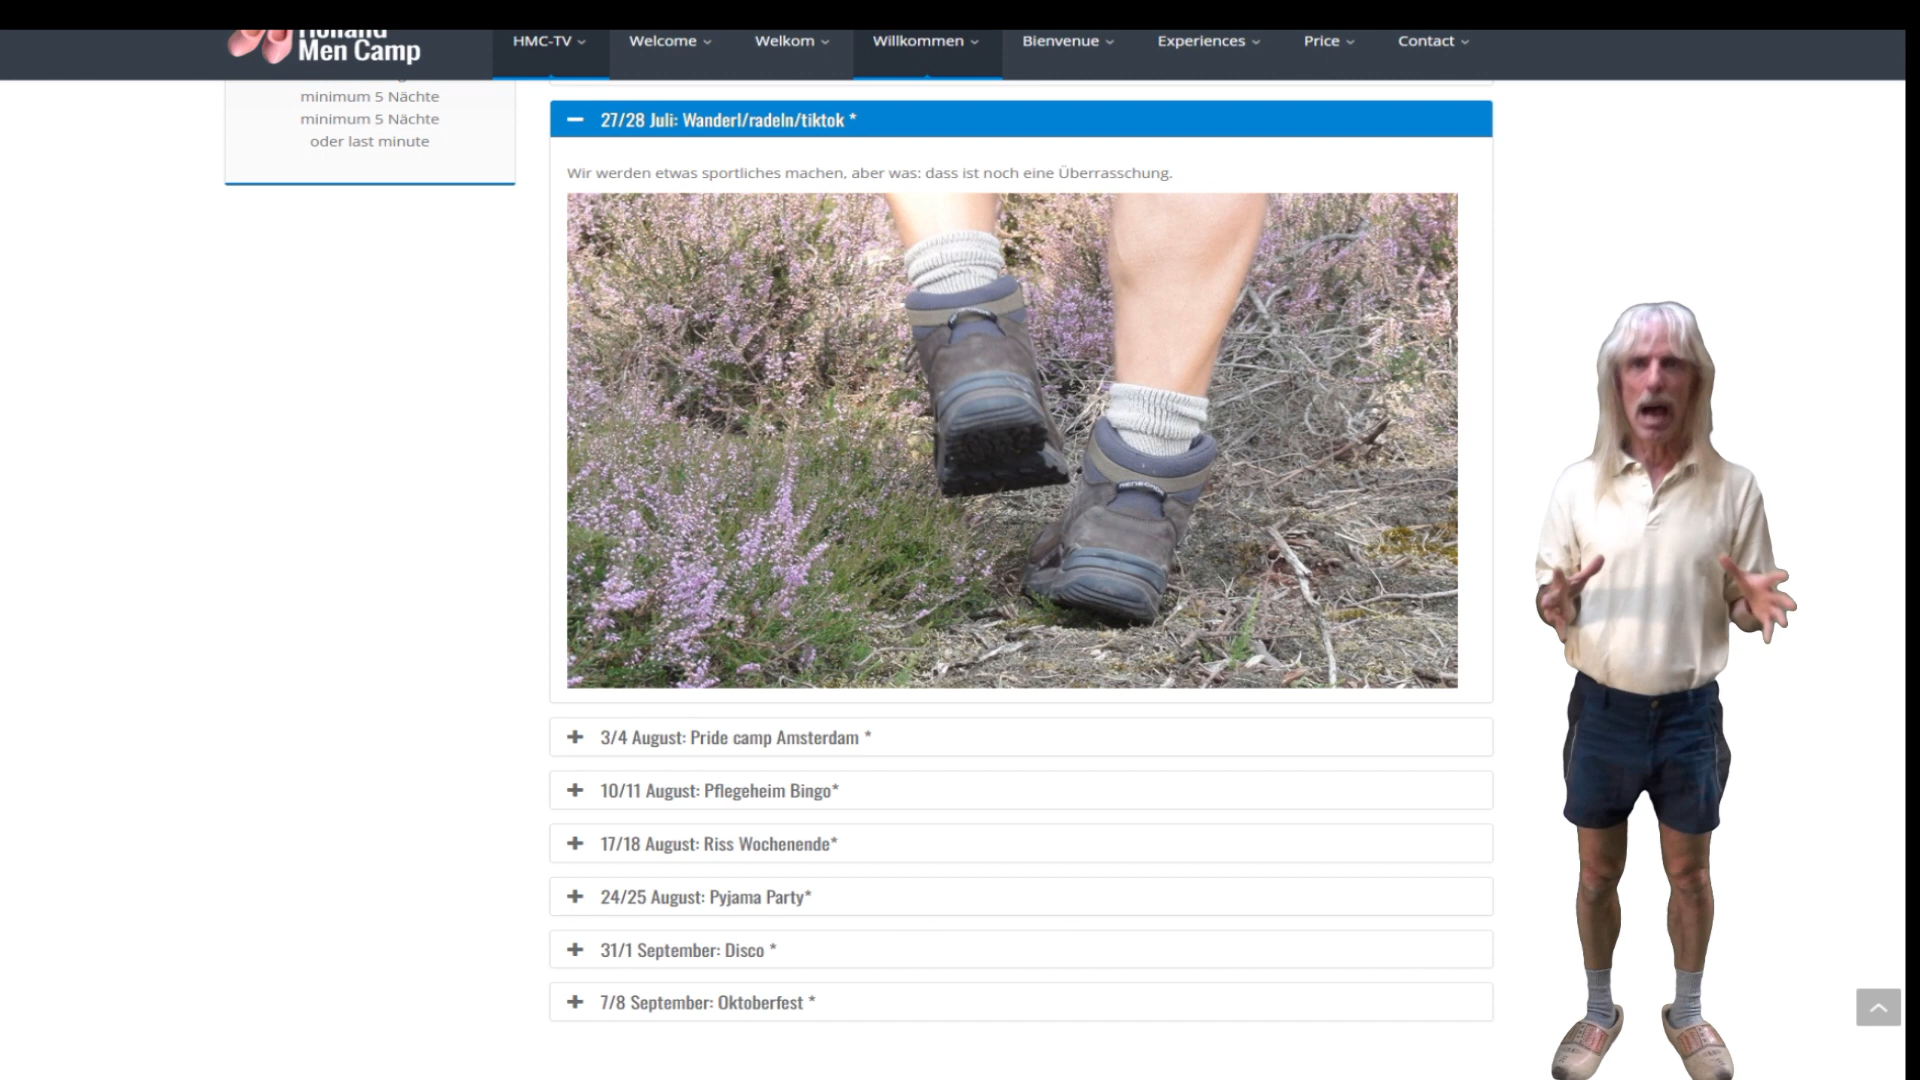 Holland
Men Camp
HMC-TV
Welcome
Welkom
Willkommen
Bienvenue
Experiences
Price
Contact
minimum 5 Nächte
minimum 5 Nächte
oder last minute
27/28 Juli: Wanderl/radeln/tiktok *
Wir werden etwas sportliches machen, aber was: dass ist noch eine Überrasschung.
3/4 August: Pride camp Amsterdam *
10/11 August: Pflegeheim Bingo*
17/18 August: Riss Wochenende*
24/25 August: Pyjama Party*
31/1 September: Disco *
7/8 September: Oktoberfest *